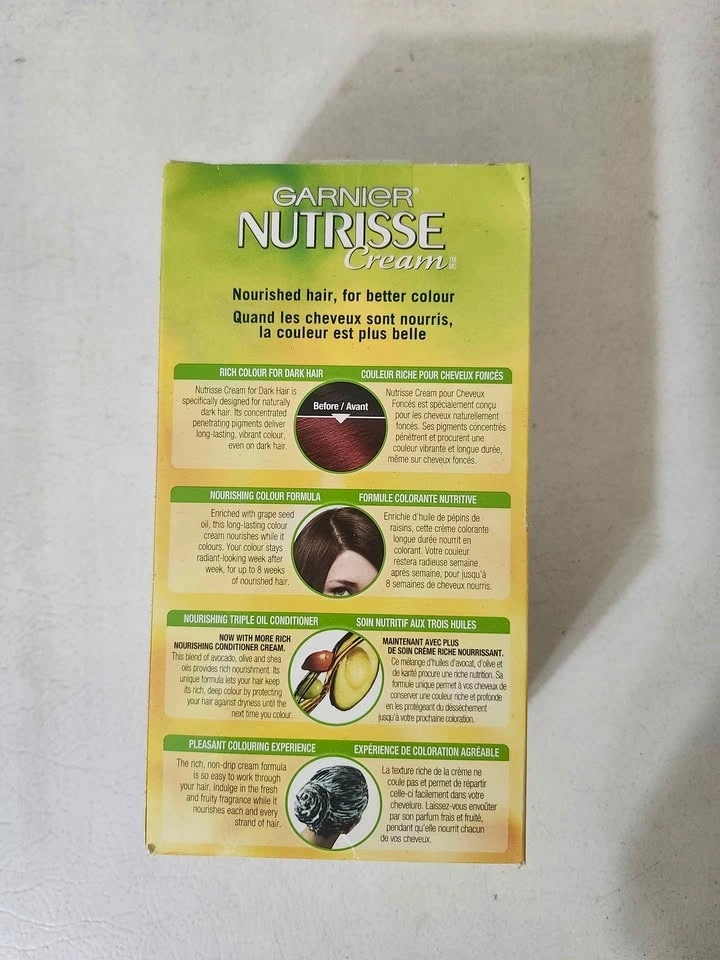 GARNIER®
NUTRISSE
Cream
Nourished hair, for better colour
Quand les cheveux sont nourris,
la couleur est plus belle
RICH COLOUR FOR DARK HAIR
Nutrisse Cream for Dark Hair is
specifically designed for naturally
dark hair. Its concentrated
penetrating pigments deliver
long-lasting, vibrant colour,
even on dark hair.
Before / Avant
COULEUR RICHE POUR CHEVEUX FONCÉS
Nutrisse Cream pour Cheveux
Foncés est spécialement conçu
pour les cheveux naturellement
foncés. Ses pigments concentrés
pénètrent et procurent une
couleur vibrante et longue durée,
même sur cheveux foncés.
NOURISHING COLOUR FORMULA
Enriched with grape seed
oil, this long-lasting colour
cream nourishes while it
colours. Your colour stays
radiant-looking week after
week, for up to 8 weeks
of nourished hair.
FORMULE COLORANTE NUTRITIVE
Enrichie d'huile de pépins de
raisins, cette crème colorante
longue durée nourrit en
colorant. Votre couleur
restera radieuse semaine
après semaine, pour jusqu'à
8 semaines de cheveux nourris.
NOURISHING TRIPLE OIL CONDITIONER
NOW WITH MORE RICH
NOURISHING CONDITIONER CREAM.
This blend of avocado, olive and shea
oils provides rich nourishment. Its
unique formula lets your hair keep
its rich, deep colour by protecting
your hair against dryness until the
next time you colour.
SOIN NUTRITIF AUX TROIS HUILES
MAINTENANT AVEC PLUS
DE SOIN CRÈME RICHE NOURRISSANT.
Ce mélange d'huiles d'avocat, d'olive et
de karité procure une riche nutrition. Sa
formule unique permet à vos cheveux de
conserver une couleur riche et profonde
en les protégeant du déssèchement
jusqu'à votre prochaine coloration.
PLEASANT COLOURING EXPERIENCE
The rich, non-drip cream formula
is so easy to work through
your hair. Indulge in the fresh
and fruity fragrance while it
nourishes each and every
strand of hair.
EXPÉRIENCE DE COLORATION AGRÉABLE
La texture riche de la crème ne
coule pas et permet de répartir
celle-ci facilement dans votre
chevelure. Laissez-vous envoûter
par son parfum frais et fruité,
pendant qu'elle nourrit chacun
de vos cheveux.